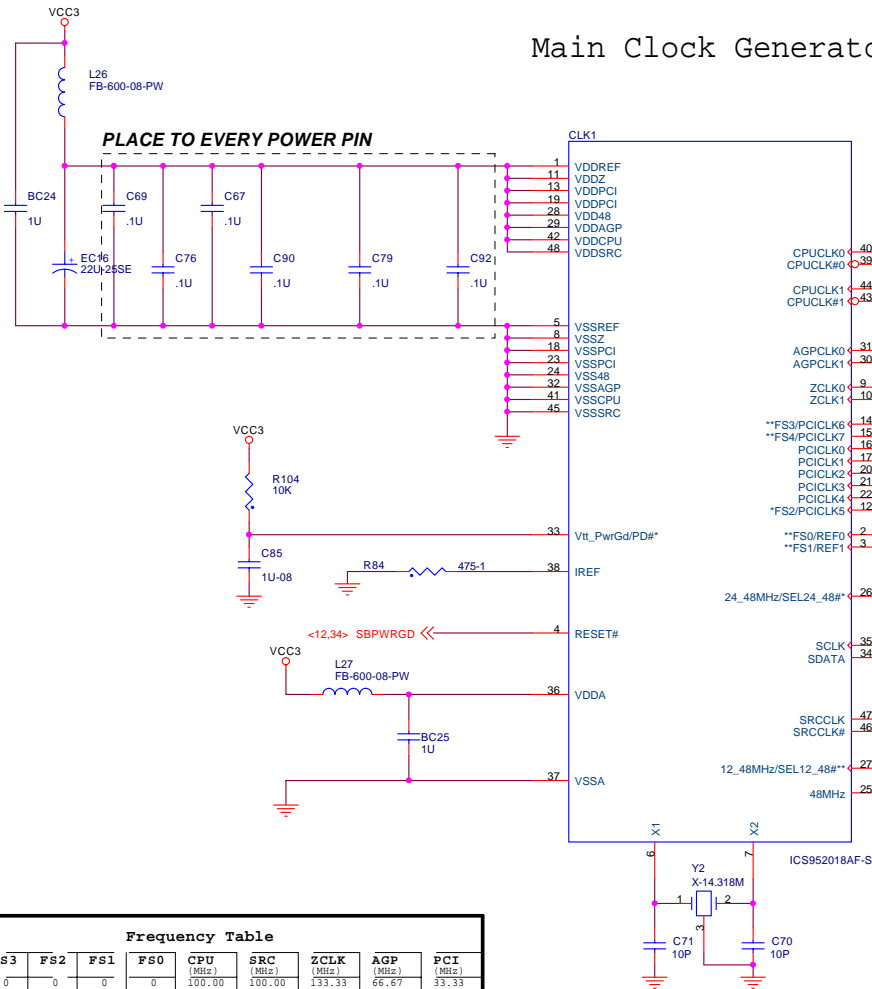 VCC3
Main Clock Generato
L26
FB-600-08-PW
PLACE TO EVERY POWER PIN
CLK1
BC24
1U
EC16
22U-25SE
C69
.1U
C67
.1U
C76
.1U
C90
.1U
C79
.1U
C92
.1U
1 VDDREF
11 VDDZ
13 VDDPCI
19 VDDPCI
28 VDD48
29 VDDAGP
42 VDDCPU
48 VDDSRC
5 VSSREF
8 VSSZ
18 VSSPCI
23 VSSPCI
24 VSS48
32 VSSAGP
41 VSSCPU
45 VSSSRC
CPUCLK0 40
CPUCLK#0 39
CPUCLK1 44
CPUCLK#1 43
AGPCLK0 31
AGPCLK1 30
ZCLK0 9
ZCLK1 10
**FS3/PCICLK6 14
**FS4/PCICLK7 15
PCICLK0 16
PCICLK1 17
PCICLK2 20
PCICLK3 21
PCICLK4 22
*FS2/PCICLK5 12
**FS0/REF0 2
**FS1/REF1 3
24_48MHz/SEL24_48#* 26
SCLK 35
SDATA 34
SRCCLK 47
SRCCLK# 46
12_48MHz/SEL12_48#** 27
48MHz 25
VCC3
R104
10K
33 Vtt_PwrGd/PD#*
C85
1U-08
R84 475-1 38 IREF
<12,34> SBPWRGD 4 RESET#
VCC3
L27
FB-600-08-PW
36 VDDA
BC25
1U
37 VSSA
X1 X2
6 7
ICS952018AF-S
Y2
X-14.318M
1 2
3
C71
10P
C70
10P
Frequency Table
S3 FS2 FS1 FS0 CPU SRC ZCLK AGP PCI
(MHz) (MHz) (MHz) (MHz) (MHz)
0 0 0 0 100.00 100.00 133.33 66.67 33.33